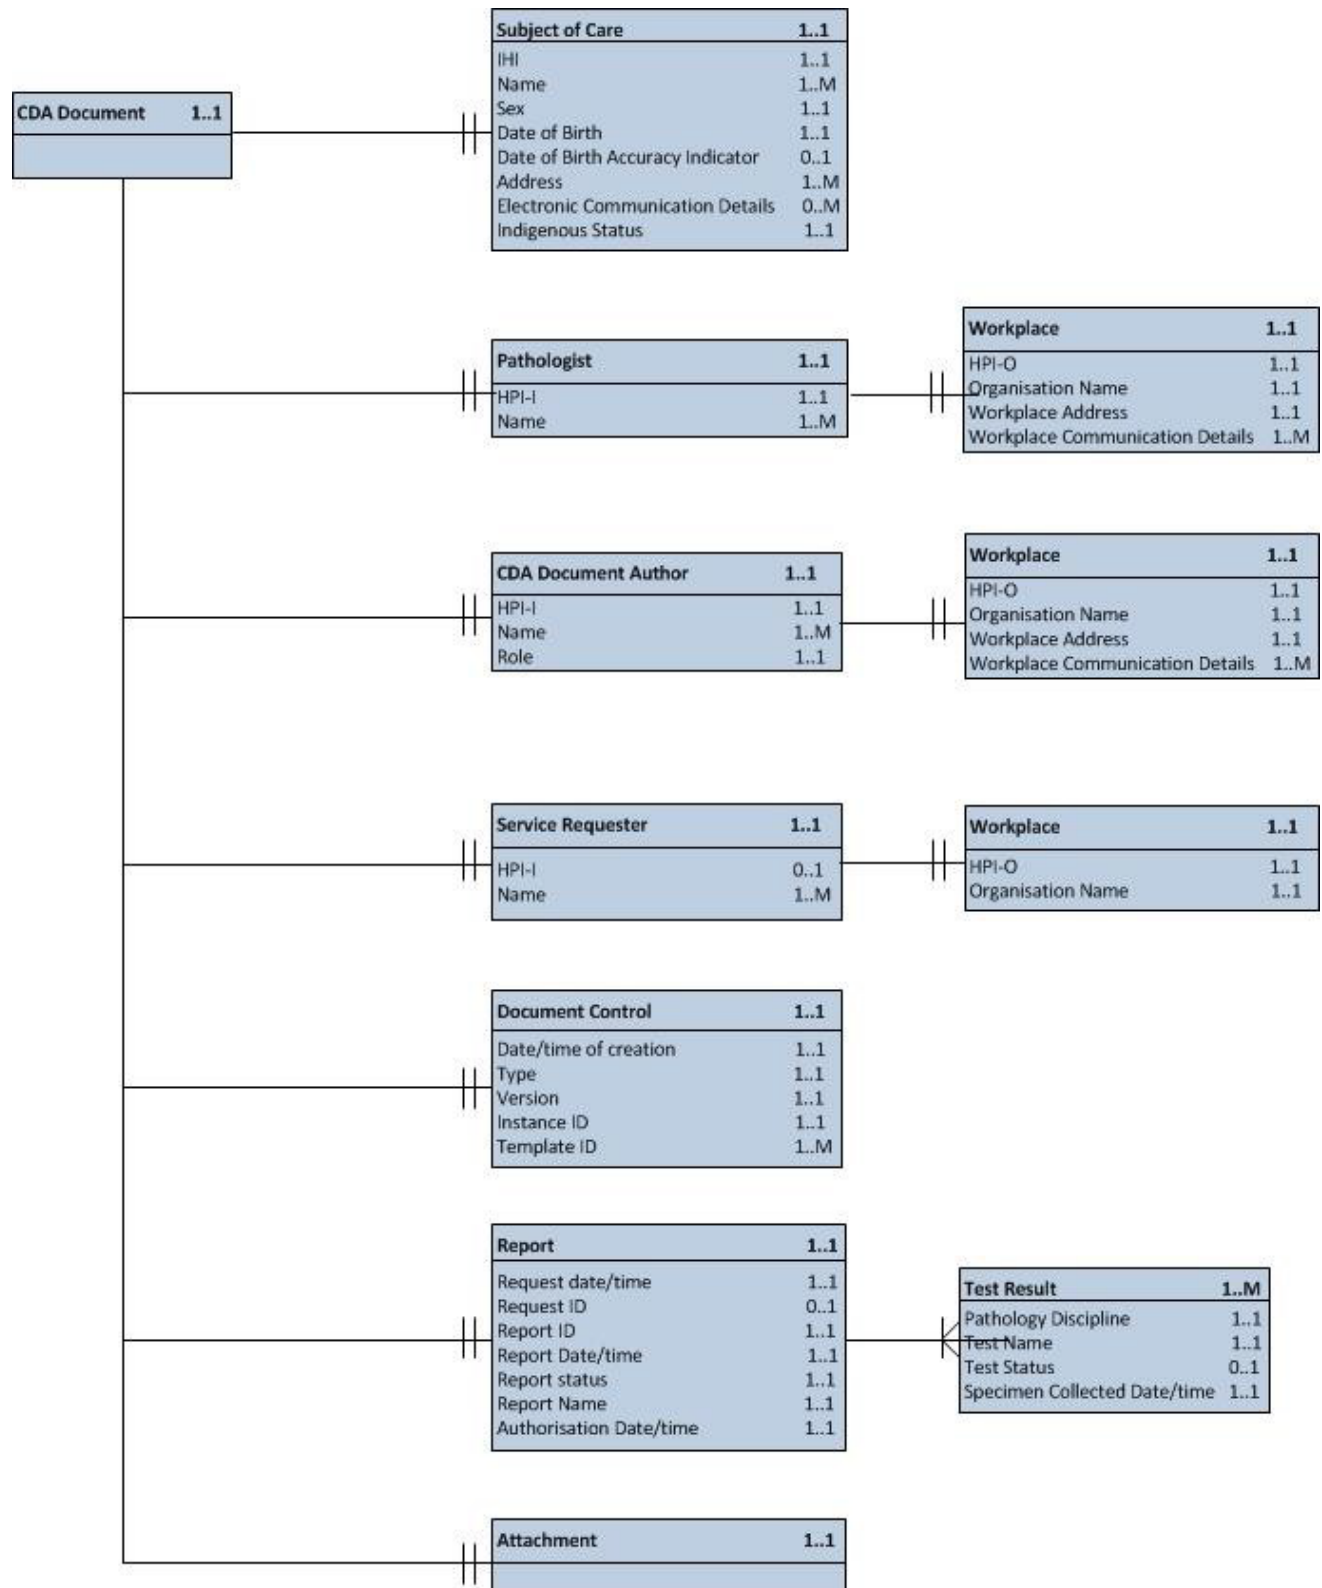 Subject of Care 1..1
IHI 1..1
Name 1..M
Sex 1..1
Date of Birth 1..1
Date of Birth Accuracy Indicator 0..1
Address 1..M
Electronic Communication Details 0..M
Indigenous Status 1..1
CDA Document 1..1
Pathologist 1..1
HPI-I 1..1
Name 1..M
Workplace 1..1
HPI-O 1..1
Organisation Name 1..1
Workplace Address 1..1
Workplace Communication Details 1..M
CDA Document Author 1..1
HPI-I 1..1
Name 1..M
Role 1..1
Workplace 1..1
HPI-O 1..1
Organisation Name 1..1
Workplace Address 1..1
Workplace Communication Details 1..M
Service Requester 1..1
HPI-I 0..1
Name 1..M
Workplace 1..1
HPI-O 1..1
Organisation Name 1..1
Document Control 1..1
Date/time of creation 1..1
Type 1..1
Version 1..1
Instance ID 1..1
Template ID 1..M
Report 1..1
Request date/time 1..1
Request ID 0..1
Report ID 1..1
Report Date/time 1..1
Report status 1..1
Report Name 1..1
Authorisation Date/time 1..1
Test Result 1..M
Pathology Discipline 1..1
Test Name 1..1
Test Status 0..1
Specimen Collected Date/time 1..1
Attachment 1..1